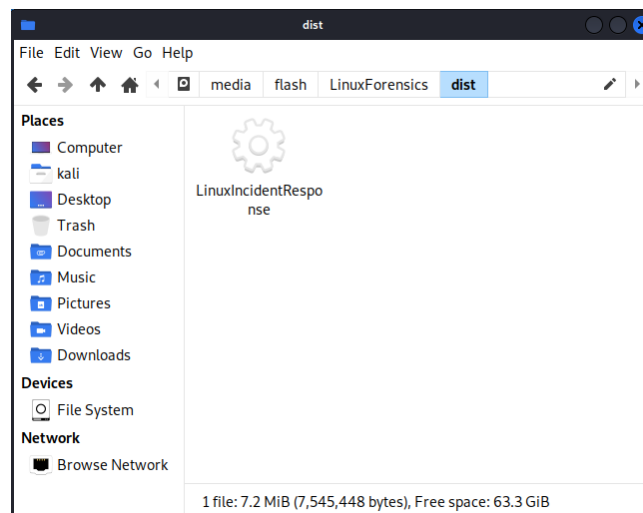 dist
File Edit View Go Help
media flash LinuxForensics dist
Places
Computer
kali
Desktop
Trash
Documents
Music
Pictures
Videos
Downloads
Devices
File System
Network
Browse Network
LinuxIncidentRespo
nse
1 file: 7.2 MiB (7,545,448 bytes), Free space: 63.3 GiB